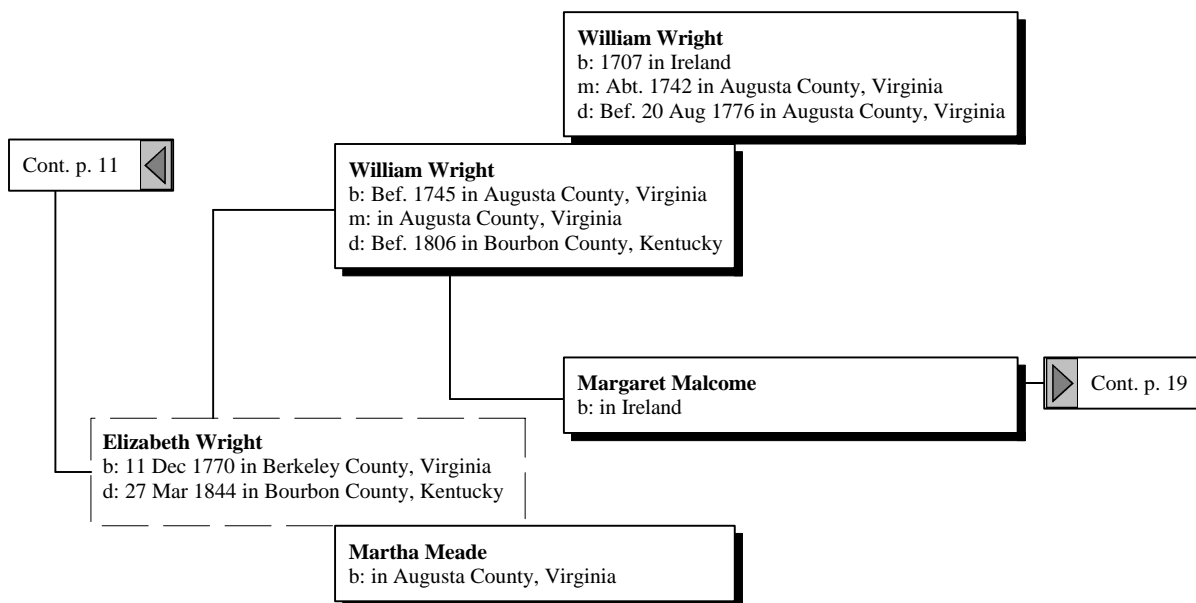 William Wright
b: 1707 in Ireland
m: Abt. 1742 in Augusta County, Virginia
d: Bef. 20 Aug 1776 in Augusta County, Virginia
Cont. p. 11
William Wright
b: Bef. 1745 in Augusta County, Virginia
m: in Augusta County, Virginia
d: Bef. 1806 in Bourbon County, Kentucky
Margaret Malcome
b: in Ireland
Cont. p. 19
Elizabeth Wright
b: 11 Dec 1770 in Berkeley County, Virginia
d: 27 Mar 1844 in Bourbon County, Kentucky
Martha Meade
b: in Augusta County, Virginia